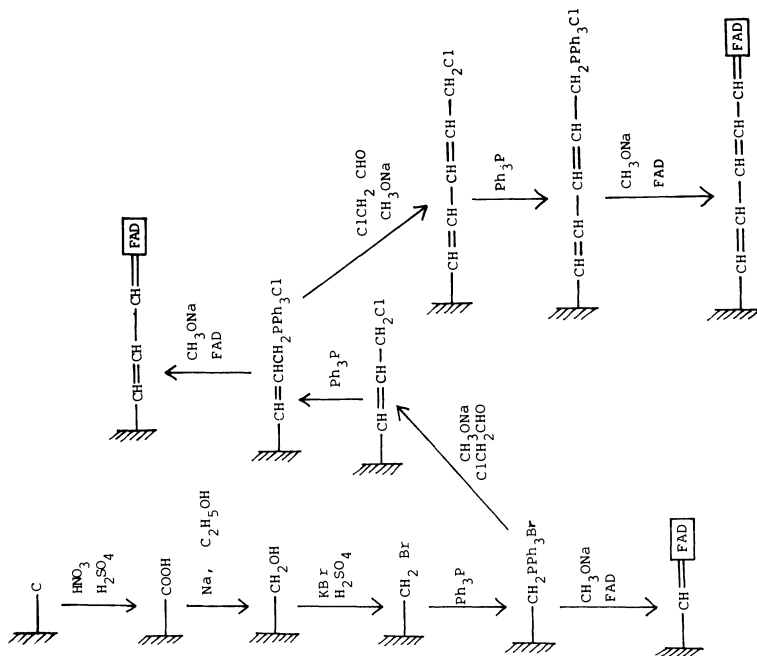 C
HNO₃
H₂SO₄
COOH
Na, C₂H₅OH
CH₂OH
KBr
H₂SO₄
CH₂ Br
Ph₃P
CH₂PPh₃Br
CH₃ONa
FAD
CH=FAD
CH₃ONa
ClCH₂CHO
CH=CH-CH₂Cl
Ph₃P
CH=CHCH₂PPh₃Cl
CH₃ONa
FAD
CH=CH-CH=FAD
ClCH₂ CHO
CH₃ONa
CH=CH-CH=CH-CH₂Cl
Ph₃P
CH=CH-CH=CH-CH₂PPh₃Cl
CH₃ONa
FAD
CH=CH-CH=CH-CH=FAD